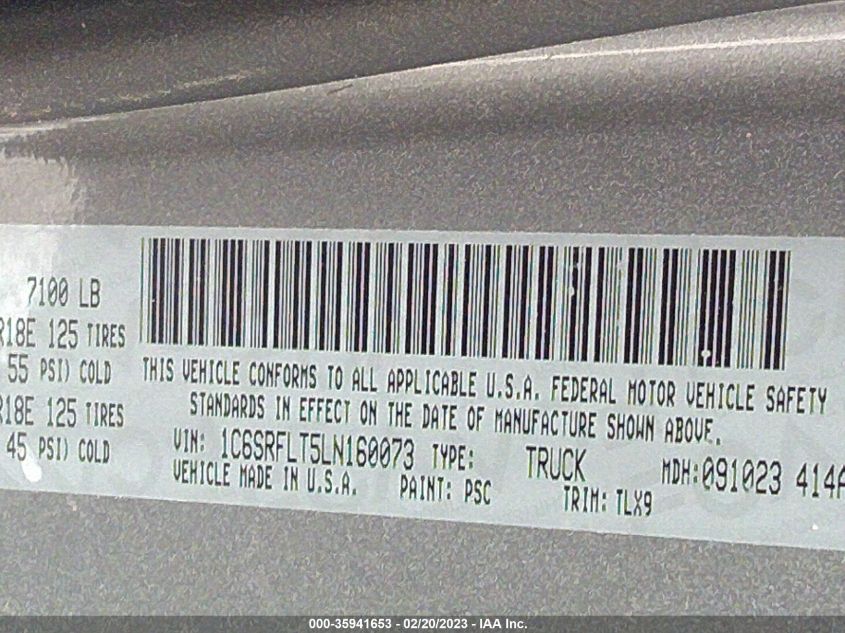 7100 LB
R18E 125 TIRES
55 PSI) COLD
R18E 125 TIRES
45 PSI) COLD
THIS VEHICLE CONFORMS TO ALL APPLICABLE U.S.A. FEDERAL MOTOR VEHICLE SAFETY
STANDARDS IN EFFECT ON THE DATE OF MANUFACTURE SHOWN ABOVE.
VIN: 1C6SRFLT5LN160073 TYPE: TRUCK MDH:091023 414A
VEHICLE MADE IN U.S.A. PAINT: PSC TRIM: TLX9
000-35941653 - 02/20/2023 - IAA Inc.